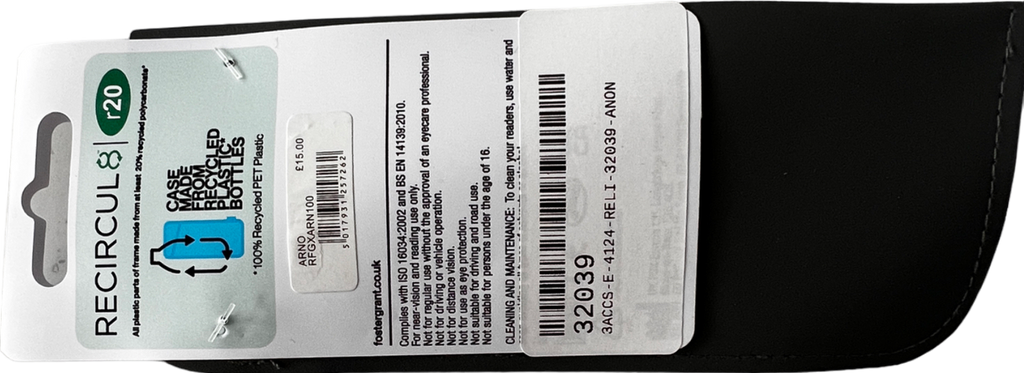 RECIRCUL8
r20
All plastic parts of frame made from at least 20% recycled polycarbonate*
CASE
MADE
FROM
RECYCLED
PLASTIC*
BOTTLES
*100% Recycled PET Plastic
£15.00
ARNO
RFGXARN100
5 017931 257262
fostergrant.co.uk
Complies with ISO 16034:2002 and BS EN 14139:2010.
For near-vision and reading use only.
Not for regular use without the approval of an eyecare professional.
Not for driving or vehicle operation.
Not for distance vision.
Not for use as eye protection.
Not suitable for driving and road use.
Not suitable for persons under the age of 16.
CLEANING AND MAINTENANCE: To clean your readers, use water and
32039
3ACCS-E-4124-RELI-32039-ANON